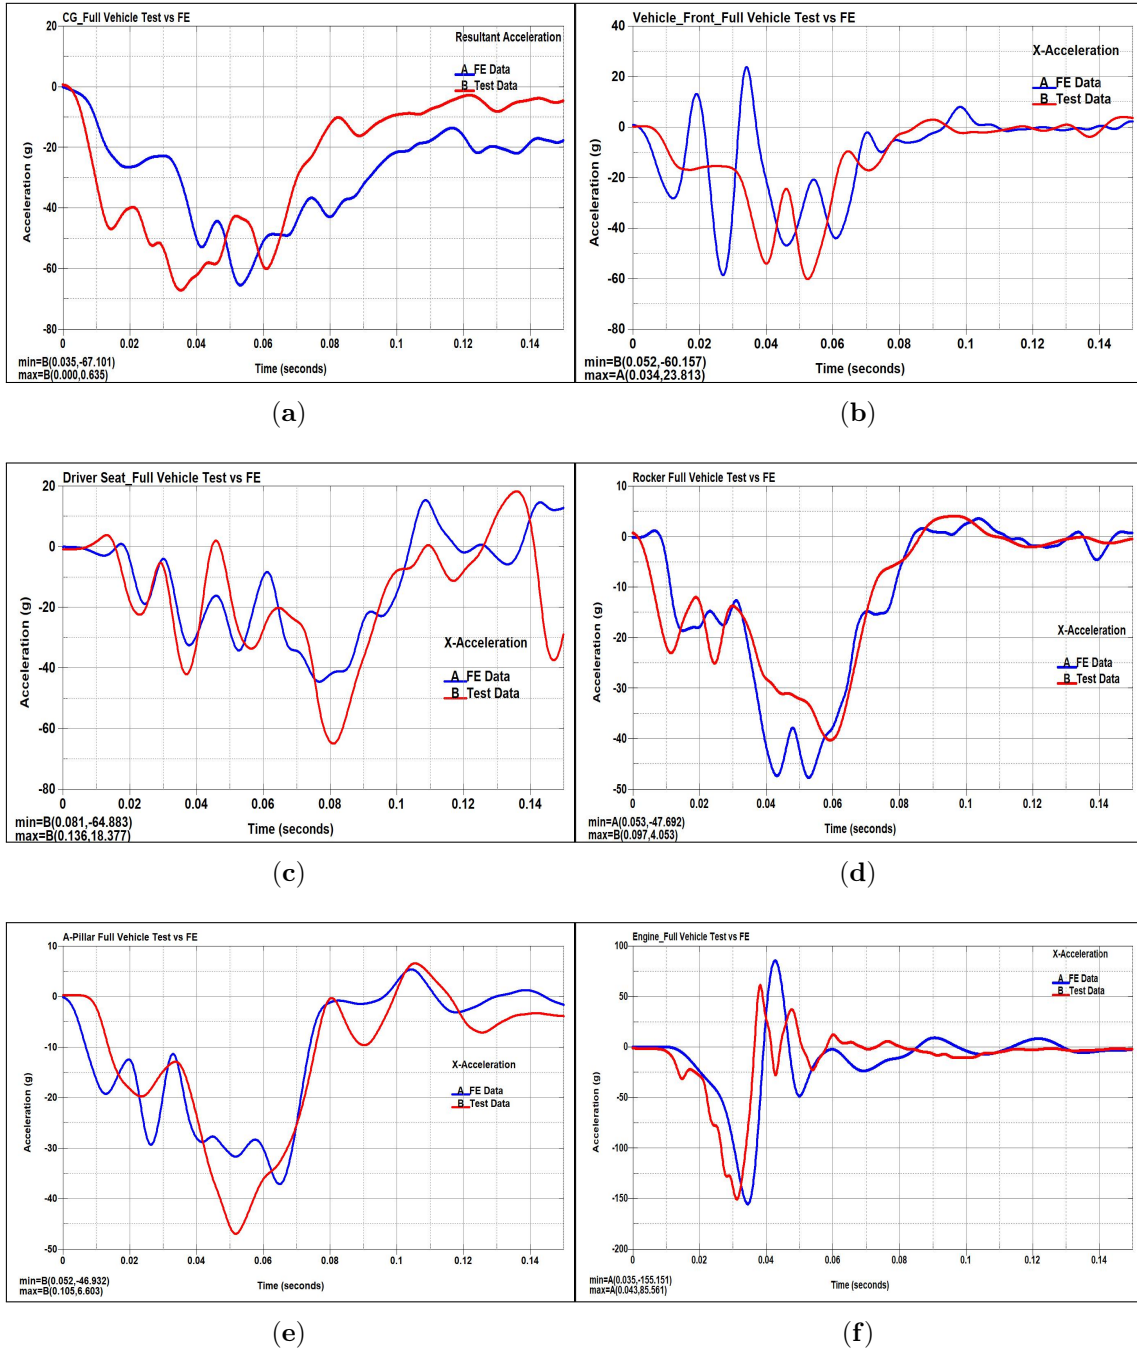 CG_Full Vehicle Test vs FE
Resultant Acceleration
A FE Data
B Test Data
Acceleration (g)
20
0
-20
-40
-60
-80
0 0.02 0.04 0.06 0.08 0.1 0.12 0.14
Time (seconds)
min=B(0.035,-67.101)
max=B(0.000,0.635)
(a)
Vehicle_Front_Full Vehicle Test vs FE
X-Acceleration
A FE Data
B Test Data
Acceleration (g)
40
20
0
-20
-40
-60
-80
0 0.02 0.04 0.06 0.08 0.1 0.12 0.14
Time (seconds)
min=B(0.052,-60.157)
max=A(0.034,23.813)
(b)
Driver Seat_Full Vehicle Test vs FE
X-Acceleration
A FE Data
B Test Data
Acceleration (g)
20
0
-20
-40
-60
-80
0 0.02 0.04 0.06 0.08 0.1 0.12 0.14
Time (seconds)
min=B(0.081,-64.883)
max=B(0.136,18.377)
(c)
Rocker Full Vehicle Test vs FE
X-Acceleration
A FE Data
B Test Data
Acceleration (g)
10
0
-10
-20
-30
-40
-50
0 0.02 0.04 0.06 0.08 0.1 0.12 0.14
Time (seconds)
min=A(0.053,-47.692)
max=B(0.097,4.053)
(d)
A-Pillar Full Vehicle Test vs FE
X-Acceleration
A FE Data
B Test Data
Acceleration (g)
10
0
-10
-20
-30
-40
-50
0 0.02 0.04 0.06 0.08 0.1 0.12 0.14
Time (seconds)
min=B(0.052,-46.932)
max=B(0.105,6.603)
(e)
Engine_Full Vehicle Test vs FE
X-Acceleration
A FE Data
B Test Data
Acceleration (g)
100
50
0
-50
-100
-150
-200
0 0.02 0.04 0.06 0.08 0.1 0.12 0.14
Time (seconds)
min=A(0.035,-155.151)
max=A(0.043,85.561)
(f)